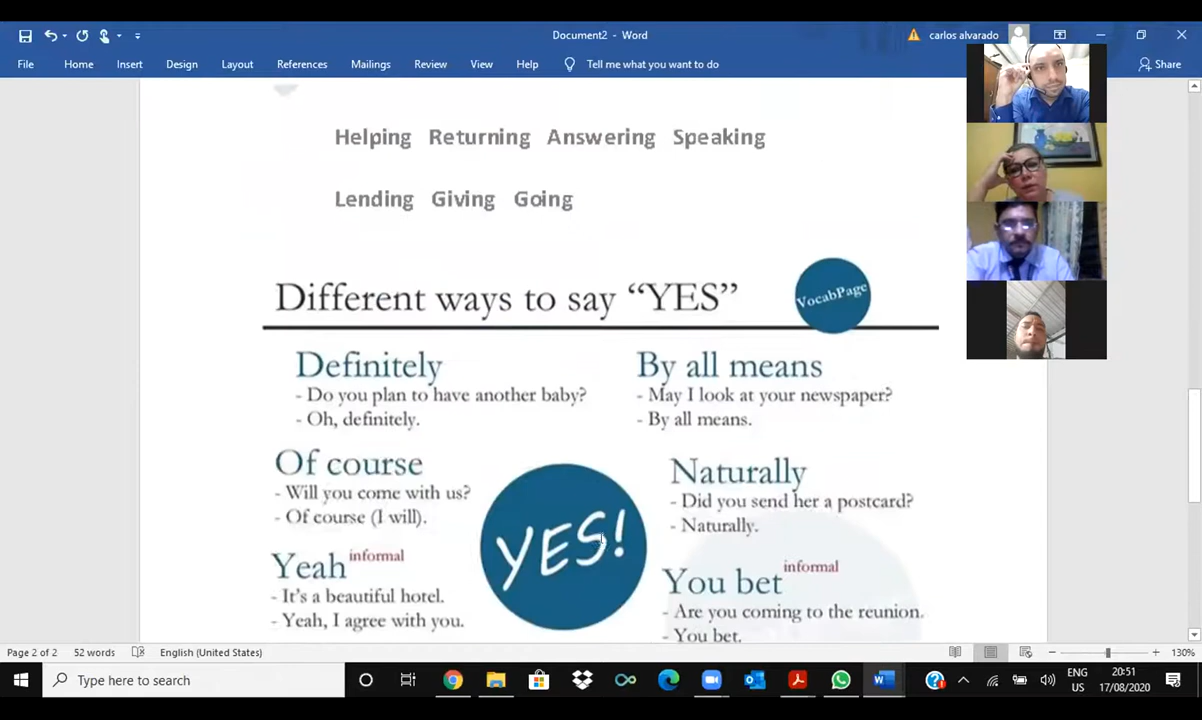 Document2 - Word
carlos alvarado
File Home Insert Design Layout References Mailings Review View Help Tell me what you want to do Share
Helping Returning Answering Speaking
Lending Giving Going
Different ways to say “YES”
VocabPage
Definitely
- Do you plan to have another baby?
- Oh, definitely.
By all means
- May I look at your newspaper?
- By all means.
Of course
- Will you come with us?
- Of course (I will).
YES!
Naturally
- Did you send her a postcard?
- Naturally.
Yeah informal
- It's a beautiful hotel.
- Yeah, I agree with you.
You bet informal
- Are you coming to the reunion.
- You bet.
Page 2 of 2 52 words English (United States) 130%
Type here to search
ENG
US
20:51
17/08/2020